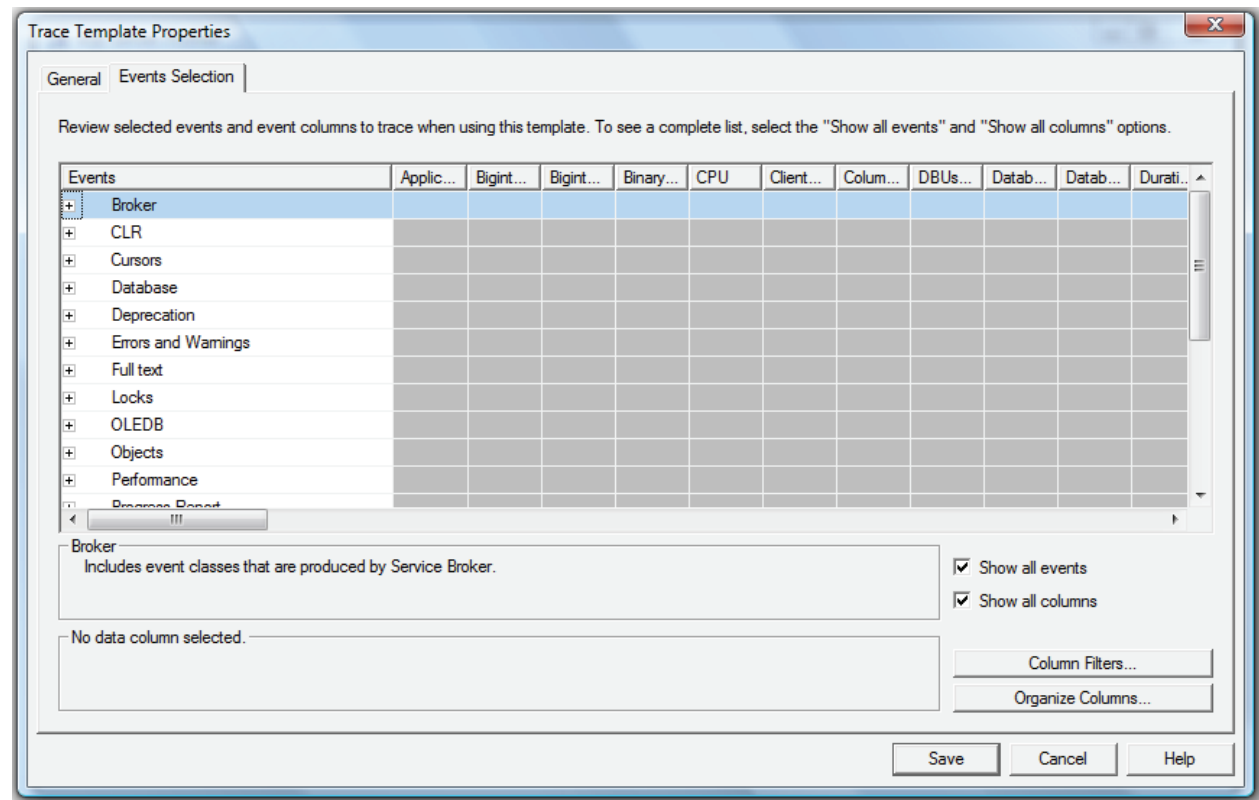 Trace Template Properties
General Events Selection
Review selected events and event columns to trace when using this template. To see a complete list, select the "Show all events" and "Show all columns" options.
Events Applic... Bigint... Bigint... Binary... CPU Client... Colum... DBUs... Datab... Datab... Durati..
Broker
CLR
Cursors
Database
Deprecation
Errors and Warnings
Full text
Locks
OLEDB
Objects
Performance
Progress Report
Broker
Includes event classes that are produced by Service Broker.
Show all events
Show all columns
No data column selected.
Column Filters...
Organize Columns...
Save Cancel Help